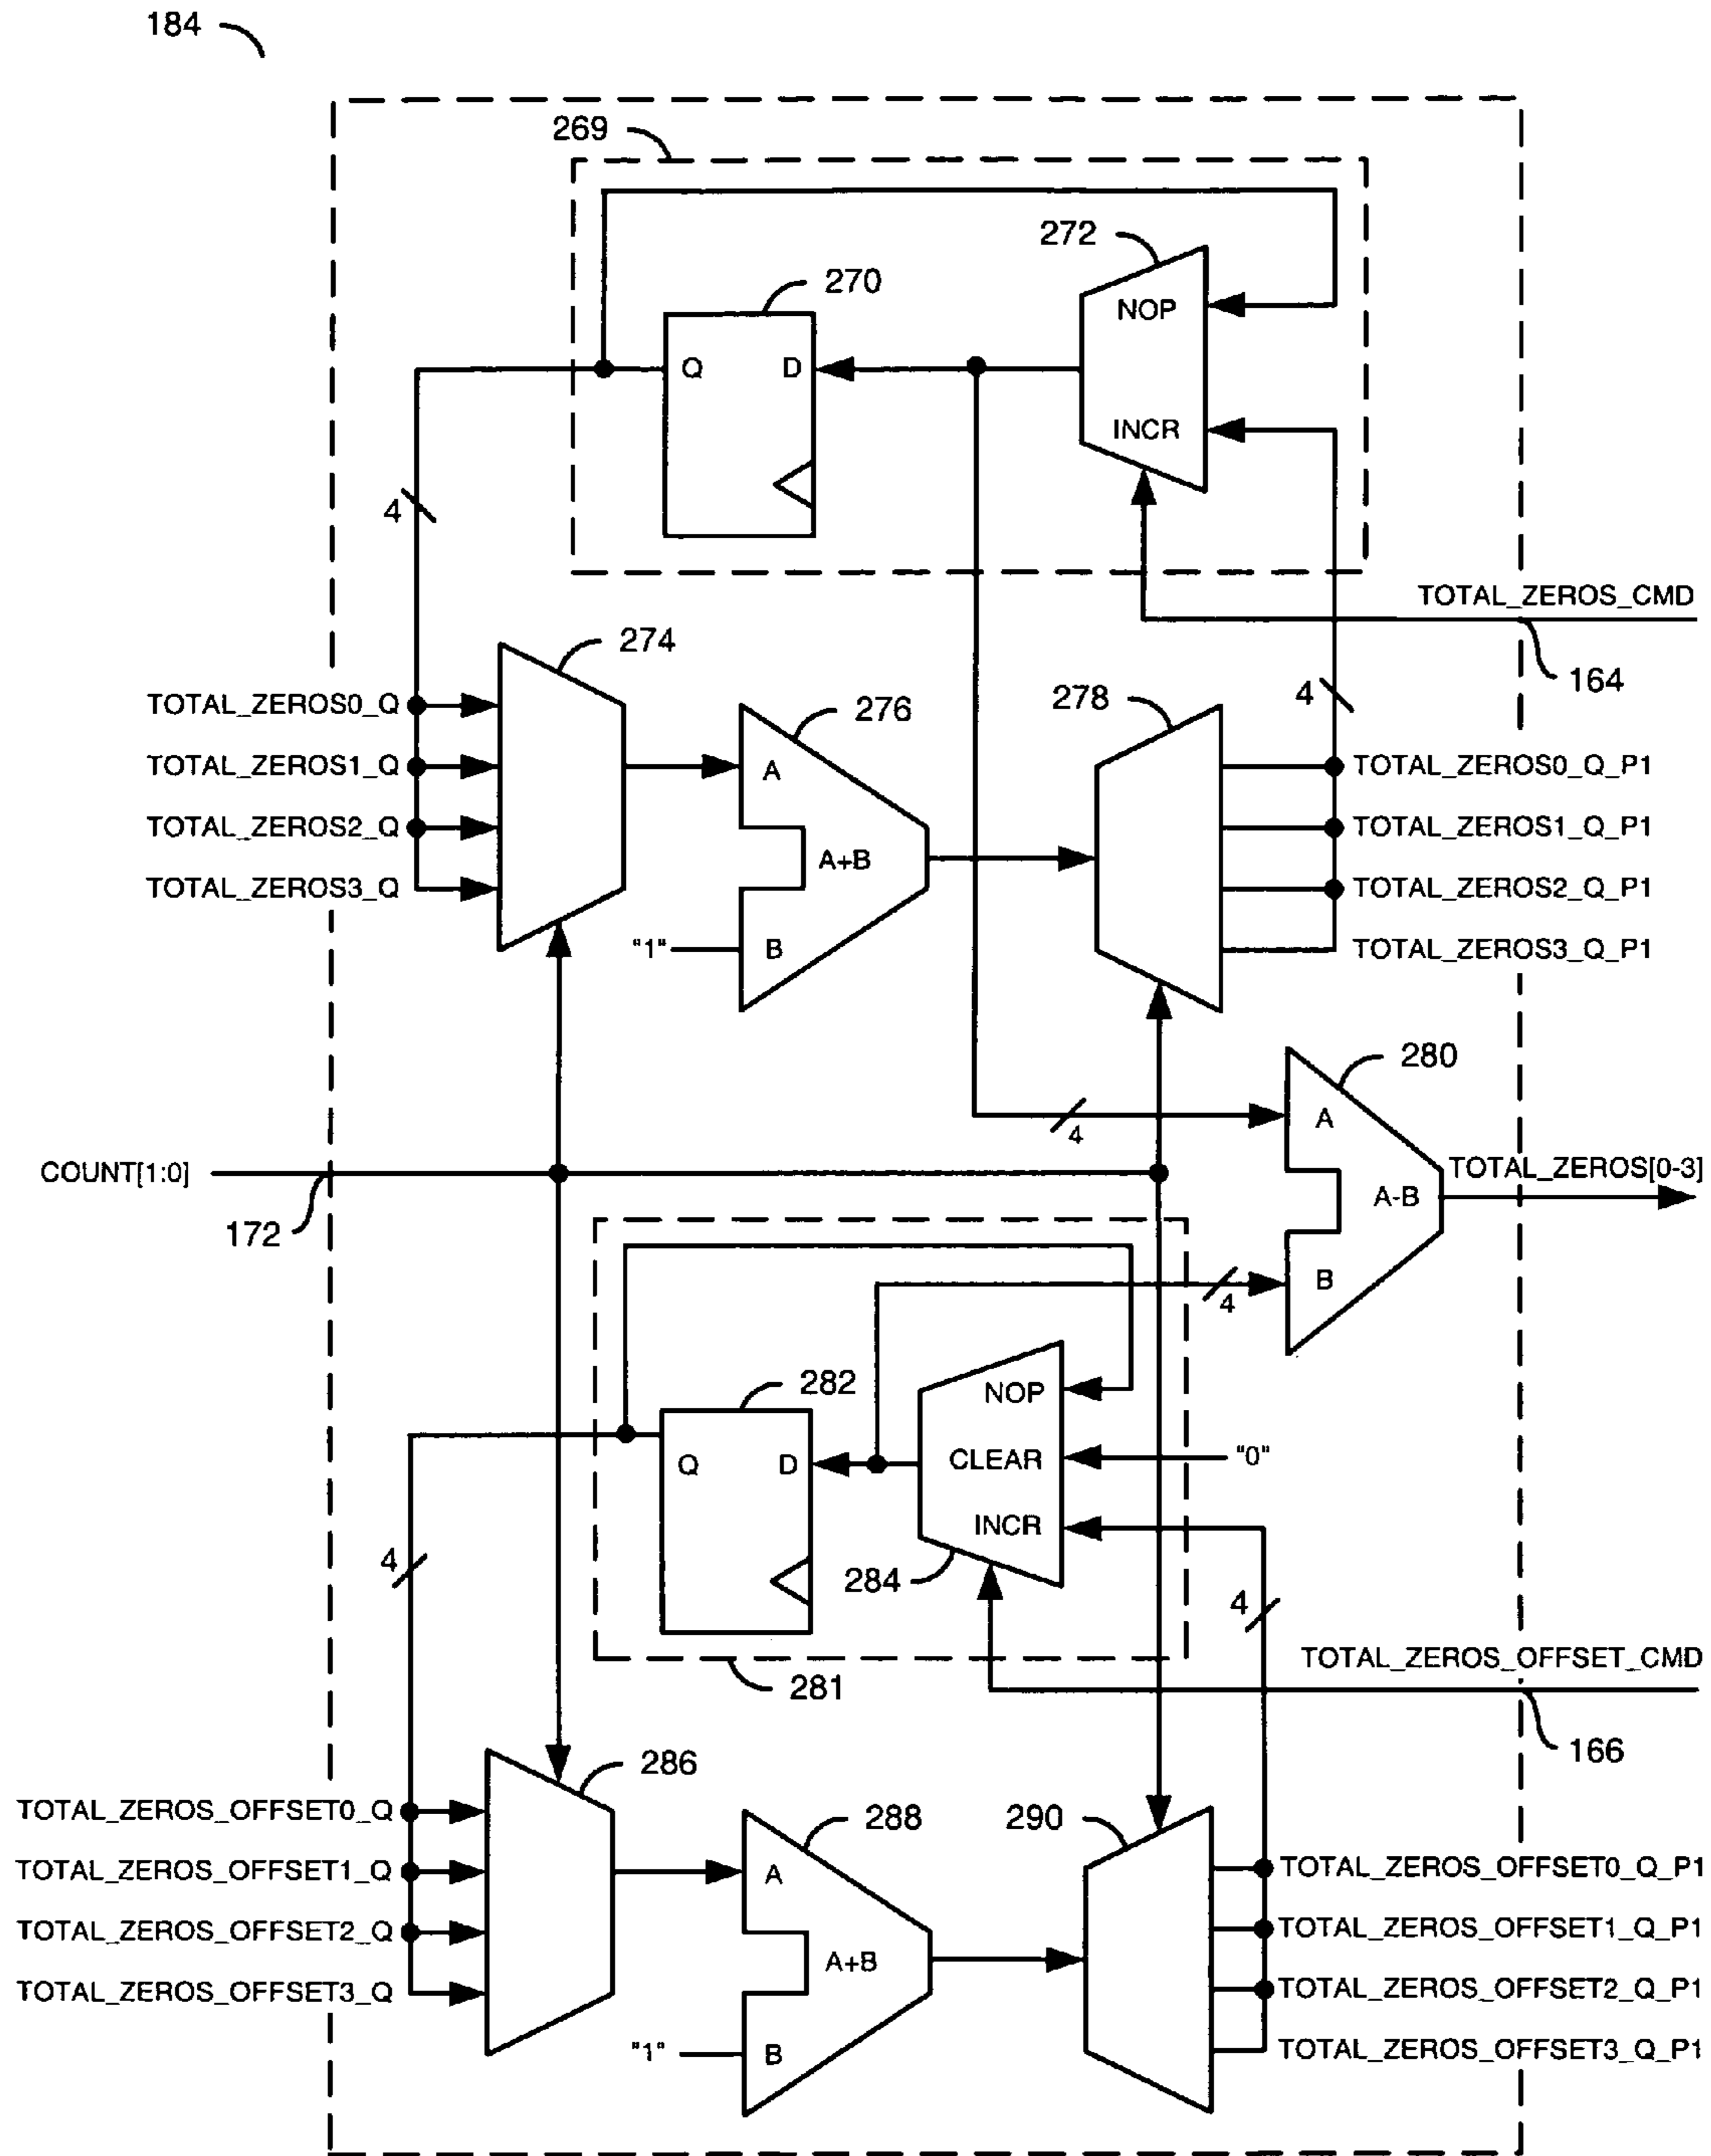 184
269
272
NOP
270
Q
D
INCR
4
TOTAL_ZEROS_CMD
274
164
TOTAL_ZEROS0_Q
276
278
4
TOTAL_ZEROS1_Q
A
TOTAL_ZEROS0_Q_P1
TOTAL_ZEROS2_Q
A+B
TOTAL_ZEROS1_Q_P1
TOTAL_ZEROS3_Q
TOTAL_ZEROS2_Q_P1
"1"
B
TOTAL_ZEROS3_Q_P1
280
A
4
COUNT[1:0]
TOTAL_ZEROS[0-3]
A-B
172
B
4
282
NOP
Q
D
CLEAR
"0"
INCR
4
284
4
281
TOTAL_ZEROS_OFFSET_CMD
286
166
TOTAL_ZEROS_OFFSET0_Q
288
290
TOTAL_ZEROS_OFFSET1_Q
A
TOTAL_ZEROS_OFFSET0_Q_P1
TOTAL_ZEROS_OFFSET2_Q
A+B
TOTAL_ZEROS_OFFSET1_Q_P1
TOTAL_ZEROS_OFFSET3_Q
TOTAL_ZEROS_OFFSET2_Q_P1
"1"
B
TOTAL_ZEROS_OFFSET3_Q_P1